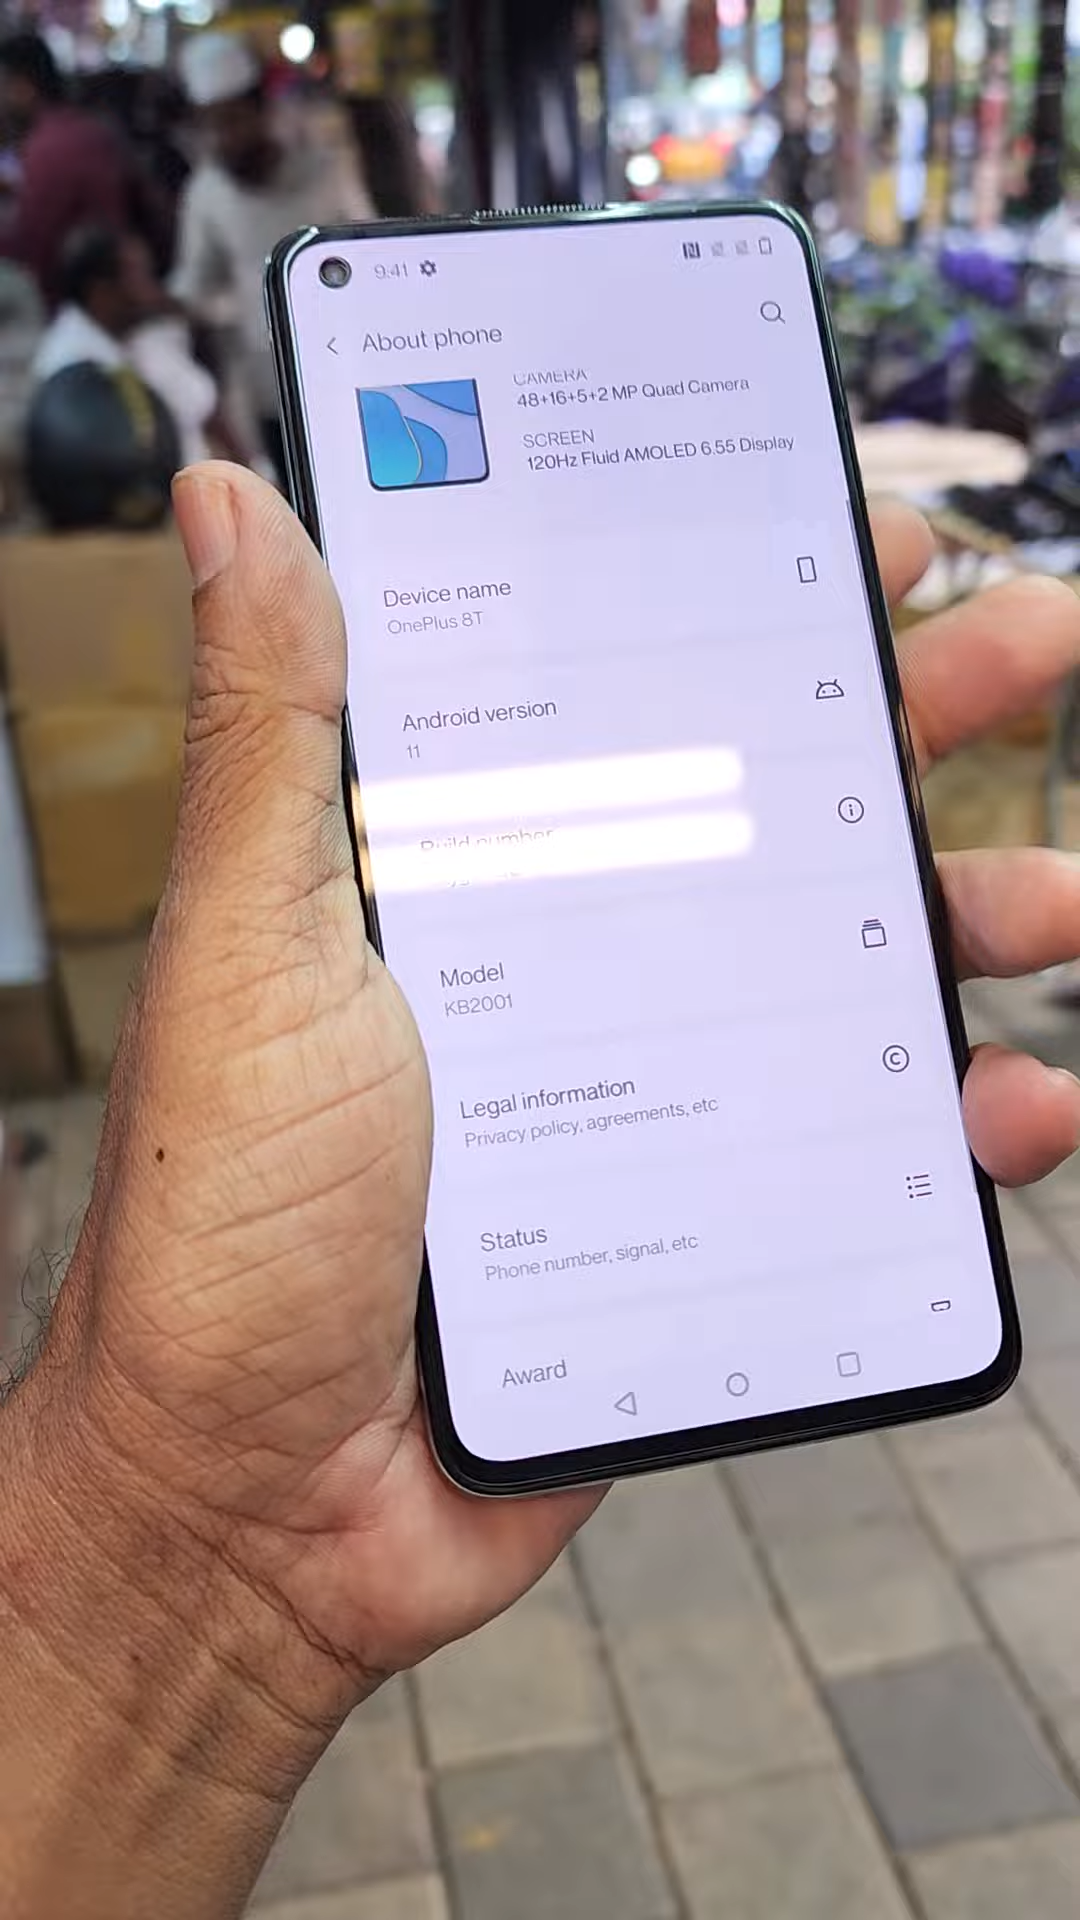 9:41
About phone
CAMERA
48+16+5+2 MP Quad Camera
SCREEN
120Hz Fluid AMOLED 6.55 Display
Device name
OnePlus 8T
Android version
11
Build number
Model
KB2001
Legal information
Privacy policy, agreements, etc
Status
Phone number, signal, etc
Award